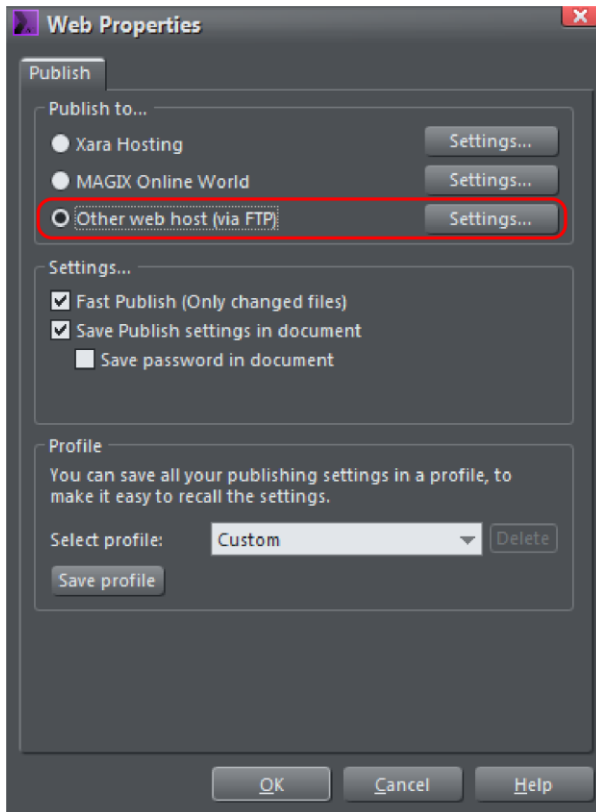 Web Properties
Publish
Publish to...
Xara Hosting
Settings...
MAGIX Online World
Settings...
Other web host (via FTP)
Settings...
Settings...
Fast Publish (Only changed files)
Save Publish settings in document
Save password in document
Profile
You can save all your publishing settings in a profile, to
make it easy to recall the settings.
Select profile:
Custom
Delete
Save profile
OK
Cancel
Help